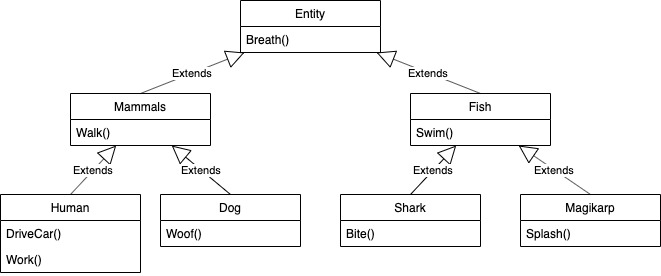 Entity
Breath()
Extends
Extends
Mammals
Walk()
Fish
Swim()
Extends
Extends
Extends
Extends
Human
DriveCar()
Work()
Dog
Woof()
Shark
Bite()
Magikarp
Splash()